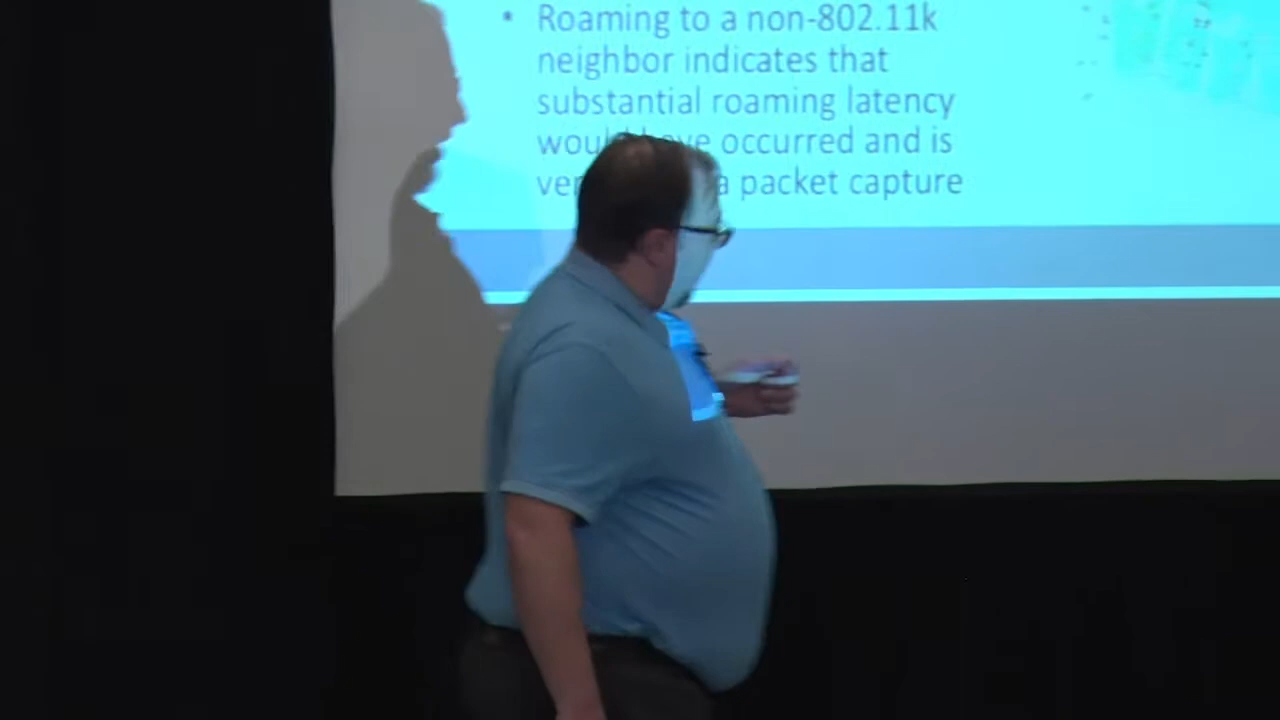 • Roaming to a non-802.11k
neighbor indicates that
substantial roaming latency
occurred and is
a packet capture